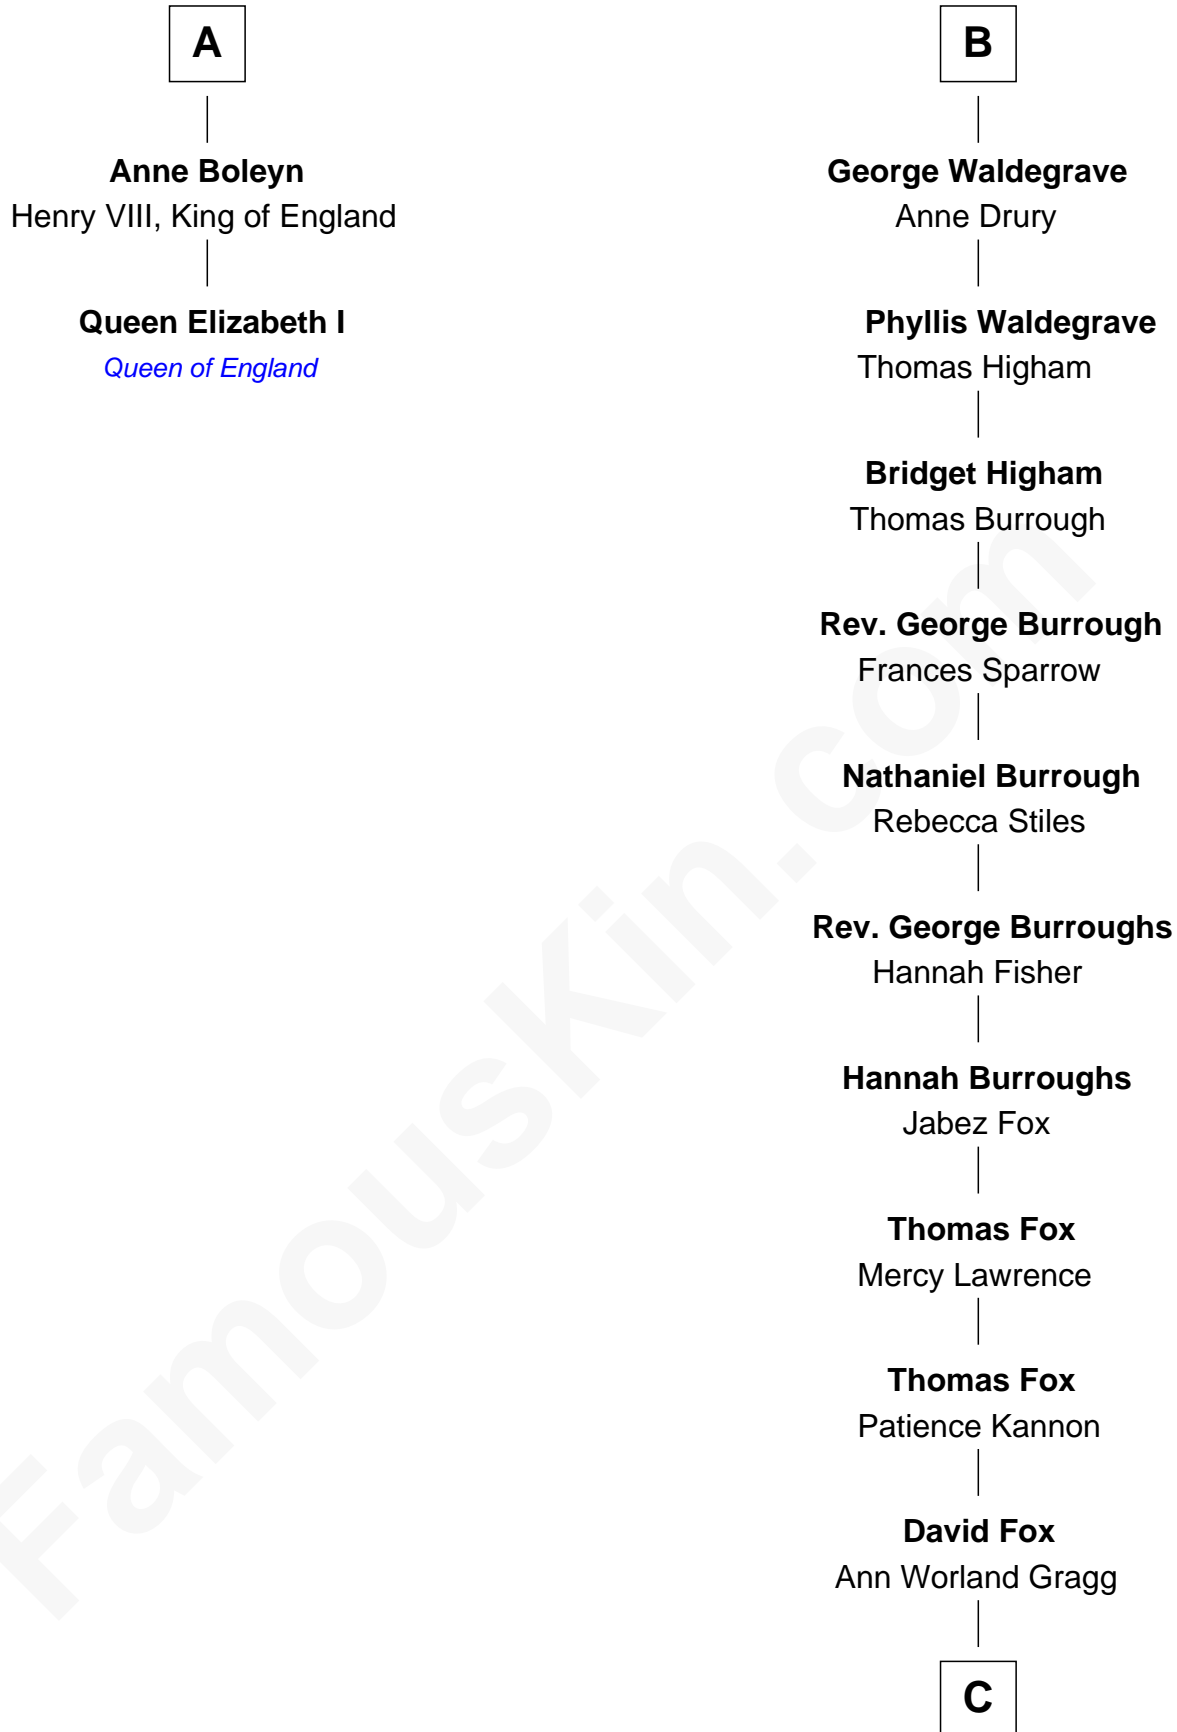 A
Anne Boleyn
Henry VIII, King of England
Queen Elizabeth I
Queen of England
B
George Waldegrave
Anne Drury
Phyllis Waldegrave
Thomas Higham
Bridget Higham
Thomas Burrough
Rev. George Burrough
Frances Sparrow
Nathaniel Burrough
Rebecca Stiles
Rev. George Burroughs
Hannah Fisher
Hannah Burroughs
Jabez Fox
Thomas Fox
Mercy Lawrence
Thomas Fox
Patience Kannon
David Fox
Ann Worland Gragg
C
FamousKin.com